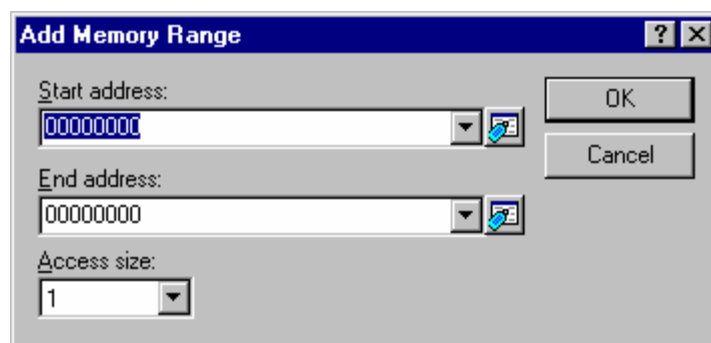 Add Memory Range
?
Start address:
00000000
OK
Cancel
End address:
00000000
Access size:
1